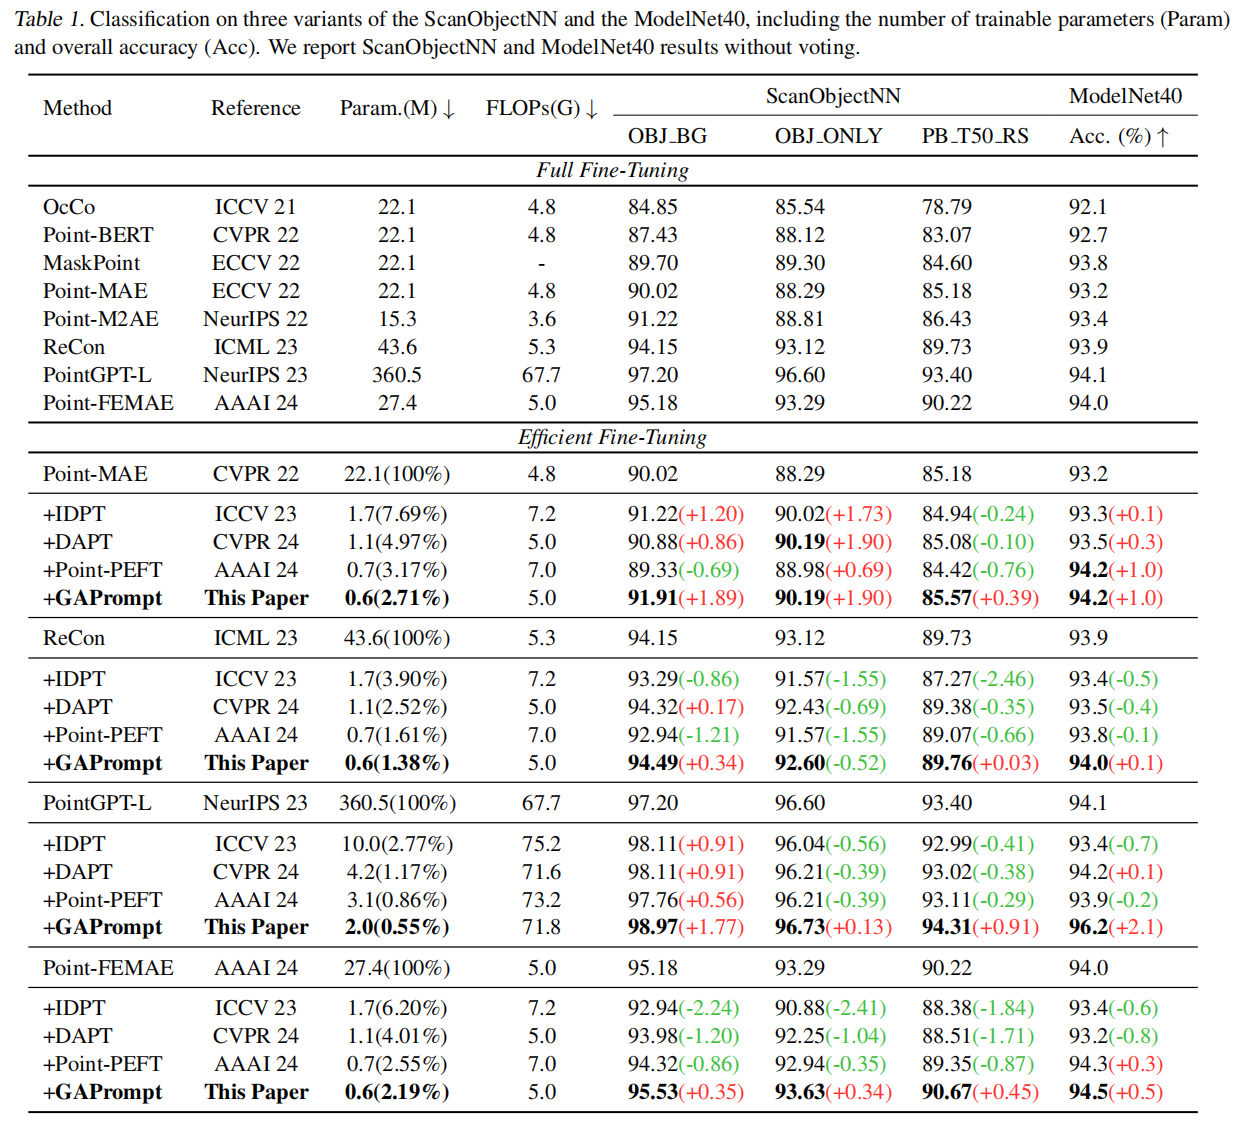 Table 1. Classification on three variants of the ScanObjectNN and the ModelNet40, including the number of trainable parameters (Param)
and overall accuracy (Acc). We report ScanObjectNN and ModelNet40 results without voting.
Method Reference Param.(M) ↓ FLOPs(G) ↓ ScanObjectNN ModelNet40
OBJ_BG OBJ_ONLY PB_T50_RS Acc. (%) ↑
Full Fine-Tuning
OcCo ICCV 21 22.1 4.8 84.85 85.54 78.79 92.1
Point-BERT CVPR 22 22.1 4.8 87.43 88.12 83.07 92.7
MaskPoint ECCV 22 22.1 - 89.70 89.30 84.60 93.8
Point-MAE ECCV 22 22.1 4.8 90.02 88.29 85.18 93.2
Point-M2AE NeurIPS 22 15.3 3.6 91.22 88.81 86.43 93.4
ReCon ICML 23 43.6 5.3 94.15 93.12 89.73 93.9
PointGPT-L NeurIPS 23 360.5 67.7 97.20 96.60 93.40 94.1
Point-FEMAE AAAI 24 27.4 5.0 95.18 93.29 90.22 94.0
Efficient Fine-Tuning
Point-MAE CVPR 22 22.1(100%) 4.8 90.02 88.29 85.18 93.2
+IDPT ICCV 23 1.7(7.69%) 7.2 91.22(+1.20) 90.02(+1.73) 84.94(-0.24) 93.3(+0.1)
+DAPT CVPR 24 1.1(4.97%) 5.0 90.88(+0.86) 90.19(+1.90) 85.08(-0.10) 93.5(+0.3)
+Point-PEFT AAAI 24 0.7(3.17%) 7.0 89.33(-0.69) 88.98(+0.69) 84.42(-0.76) 94.2(+1.0)
+GAPrompt This Paper 0.6(2.71%) 5.0 91.91(+1.89) 90.19(+1.90) 85.57(+0.39) 94.2(+1.0)
ReCon ICML 23 43.6(100%) 5.3 94.15 93.12 89.73 93.9
+IDPT ICCV 23 1.7(3.90%) 7.2 93.29(-0.86) 91.57(-1.55) 87.27(-2.46) 93.4(-0.5)
+DAPT CVPR 24 1.1(2.52%) 5.0 94.32(+0.17) 92.43(-0.69) 89.38(-0.35) 93.5(-0.4)
+Point-PEFT AAAI 24 0.7(1.61%) 7.0 92.94(-1.21) 91.57(-1.55) 89.07(-0.66) 93.8(-0.1)
+GAPrompt This Paper 0.6(1.38%) 5.0 94.49(+0.34) 92.60(-0.52) 89.76(+0.03) 94.0(+0.1)
PointGPT-L NeurIPS 23 360.5(100%) 67.7 97.20 96.60 93.40 94.1
+IDPT ICCV 23 10.0(2.77%) 75.2 98.11(+0.91) 96.04(-0.56) 92.99(-0.41) 93.4(-0.7)
+DAPT CVPR 24 4.2(1.17%) 71.6 98.11(+0.91) 96.21(-0.39) 93.02(-0.38) 94.2(+0.1)
+Point-PEFT AAAI 24 3.1(0.86%) 73.2 97.76(+0.56) 96.21(-0.39) 93.11(-0.29) 93.9(-0.2)
+GAPrompt This Paper 2.0(0.55%) 71.8 98.97(+1.77) 96.73(+0.13) 94.31(+0.91) 96.2(+2.1)
Point-FEMAE AAAI 24 27.4(100%) 5.0 95.18 93.29 90.22 94.0
+IDPT ICCV 23 1.7(6.20%) 7.2 92.94(-2.24) 90.88(-2.41) 88.38(-1.84) 93.4(-0.6)
+DAPT CVPR 24 1.1(4.01%) 5.0 93.98(-1.20) 92.25(-1.04) 88.51(-1.71) 93.2(-0.8)
+Point-PEFT AAAI 24 0.7(2.55%) 7.0 94.32(-0.86) 92.94(-0.35) 89.35(-0.87) 94.3(+0.3)
+GAPrompt This Paper 0.6(2.19%) 5.0 95.53(+0.35) 93.63(+0.34) 90.67(+0.45) 94.5(+0.5)